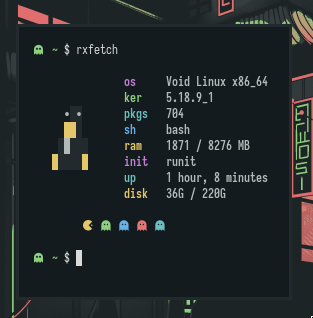 ~ $ rxfetch
os Void Linux x86_64
ker 5.18.9_1
pkgs 704
sh bash
ram 1871 / 8276 MB
init runit
up 1 hour, 8 minutes
disk 36G / 220G
~ $